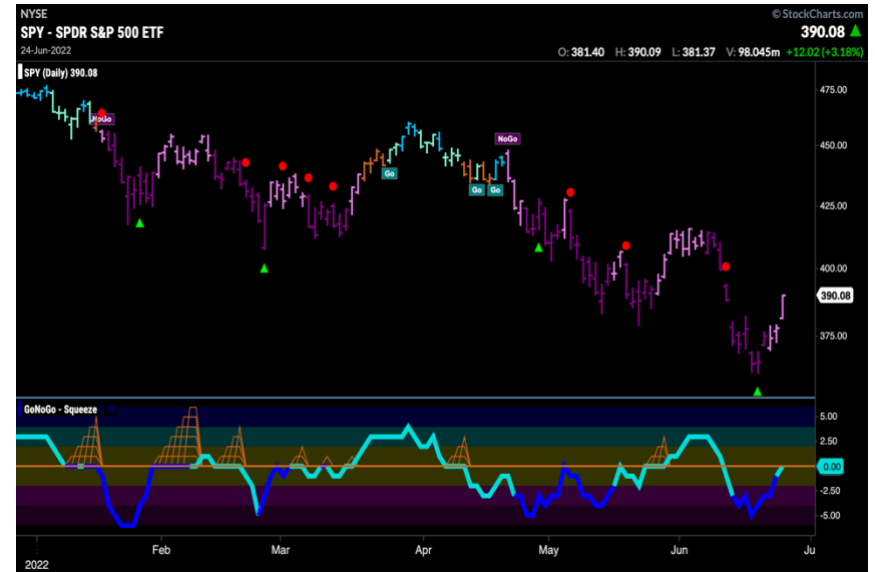 NYSE © StockCharts.com
SPY - SPDR S&P 500 ETF 390.08
24-Jun-2022 O: 381.40 H: 390.09 L: 381.37 V: 98.045m +12.02 (+3.18%)
SPY (Daily) 390.08
475.00
NoGo
NoGo
450.00
Go
Go Go
425.00
400.00
390.08
375.00
GoNoGo - Squeeze
5.00
2.50
0.00
-2.50
-5.00
Feb Mar Apr May Jun Ju
2022